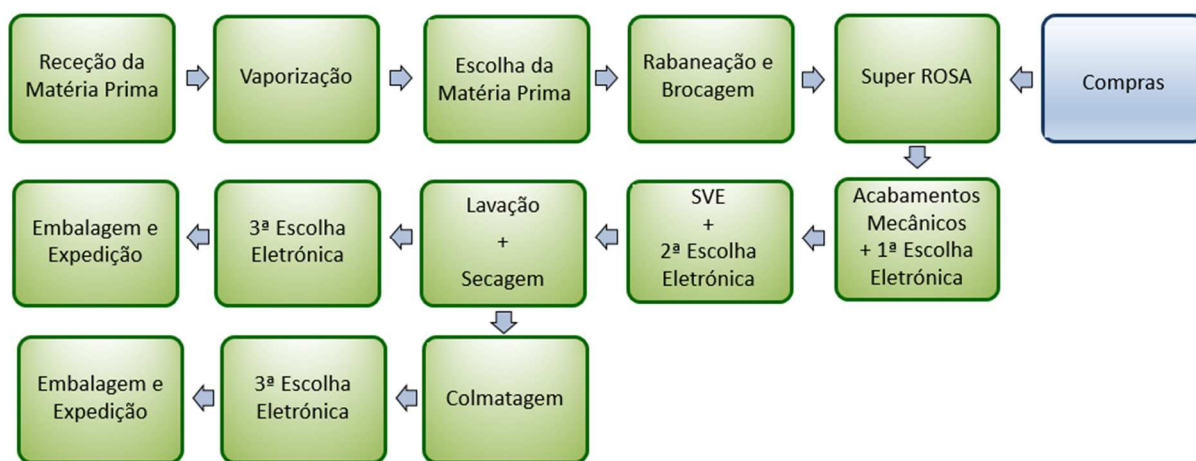 Receção da
Matéria Prima
Vaporização
Escolha da
Matéria Prima
Rabaneação e
Brocagem
Super ROSA
Compras
Embalagem e
Expedição
3ª Escolha
Eletrónica
Lavação
+
Secagem
SVE
+
2ª Escolha
Eletrónica
Acabamentos
Mecânicos
+ 1ª Escolha
Eletrónica
Embalagem e
Expedição
3ª Escolha
Eletrónica
Colmatagem